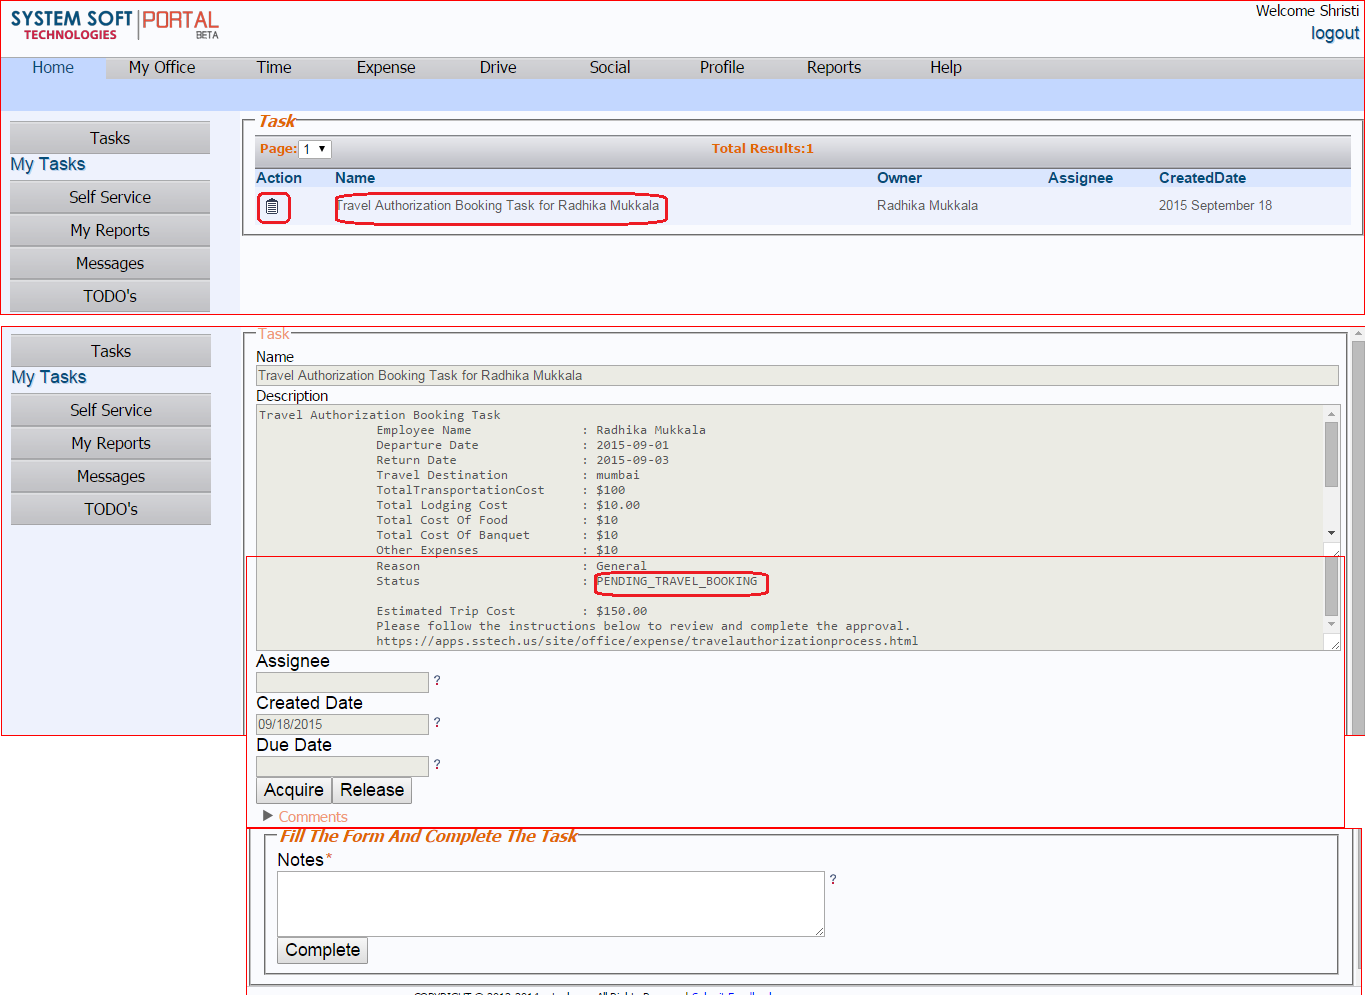 SYSTEM SOFT PORTAL
TECHNOLOGIES BETA
Welcome Shristi
logout
Home My Office Time Expense Drive Social Profile Reports Help
Tasks
My Tasks
Self Service
My Reports
Messages
TODO's
Task
Page: 1 Total Results:1
Action Name Owner Assignee CreatedDate
Travel Authorization Booking Task for Radhika Mukkala Radhika Mukkala 2015 September 18
Tasks
My Tasks
Self Service
My Reports
Messages
TODO's
Task
Name
Travel Authorization Booking Task for Radhika Mukkala
Description
Travel Authorization Booking Task
Employee Name : Radhika Mukkala
Departure Date : 2015-09-01
Return Date : 2015-09-03
Travel Destination : mumbai
TotalTransportationCost : $100
Total Lodging Cost : $10.00
Total Cost Of Food : $10
Total Cost Of Banquet : $10
Other Expenses : $10
Reason : General
Status : PENDING_TRAVEL_BOOKING
Estimated Trip Cost : $150.00
Please follow the instructions below to review and complete the approval.
https://apps.sstech.us/site/office/expense/travelauthorizationprocess.html
Assignee
?
Created Date
09/18/2015 ?
Due Date
?
Acquire Release
Comments
Fill The Form And Complete The Task
Notes*
?
Complete